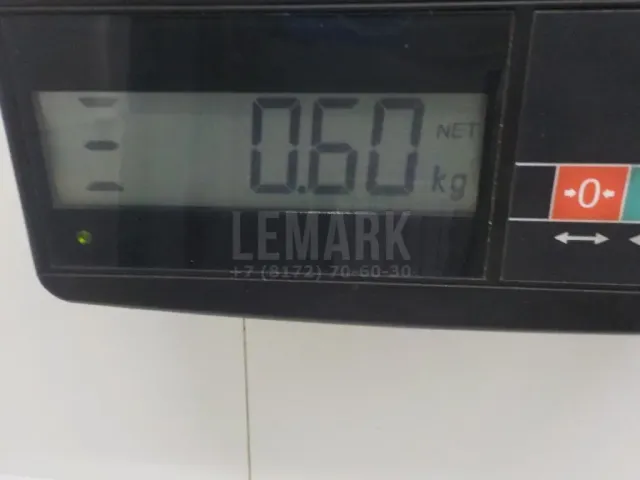 0.60
NET
kg
→0←
LEMARK
+7 (8172) 70-60-30